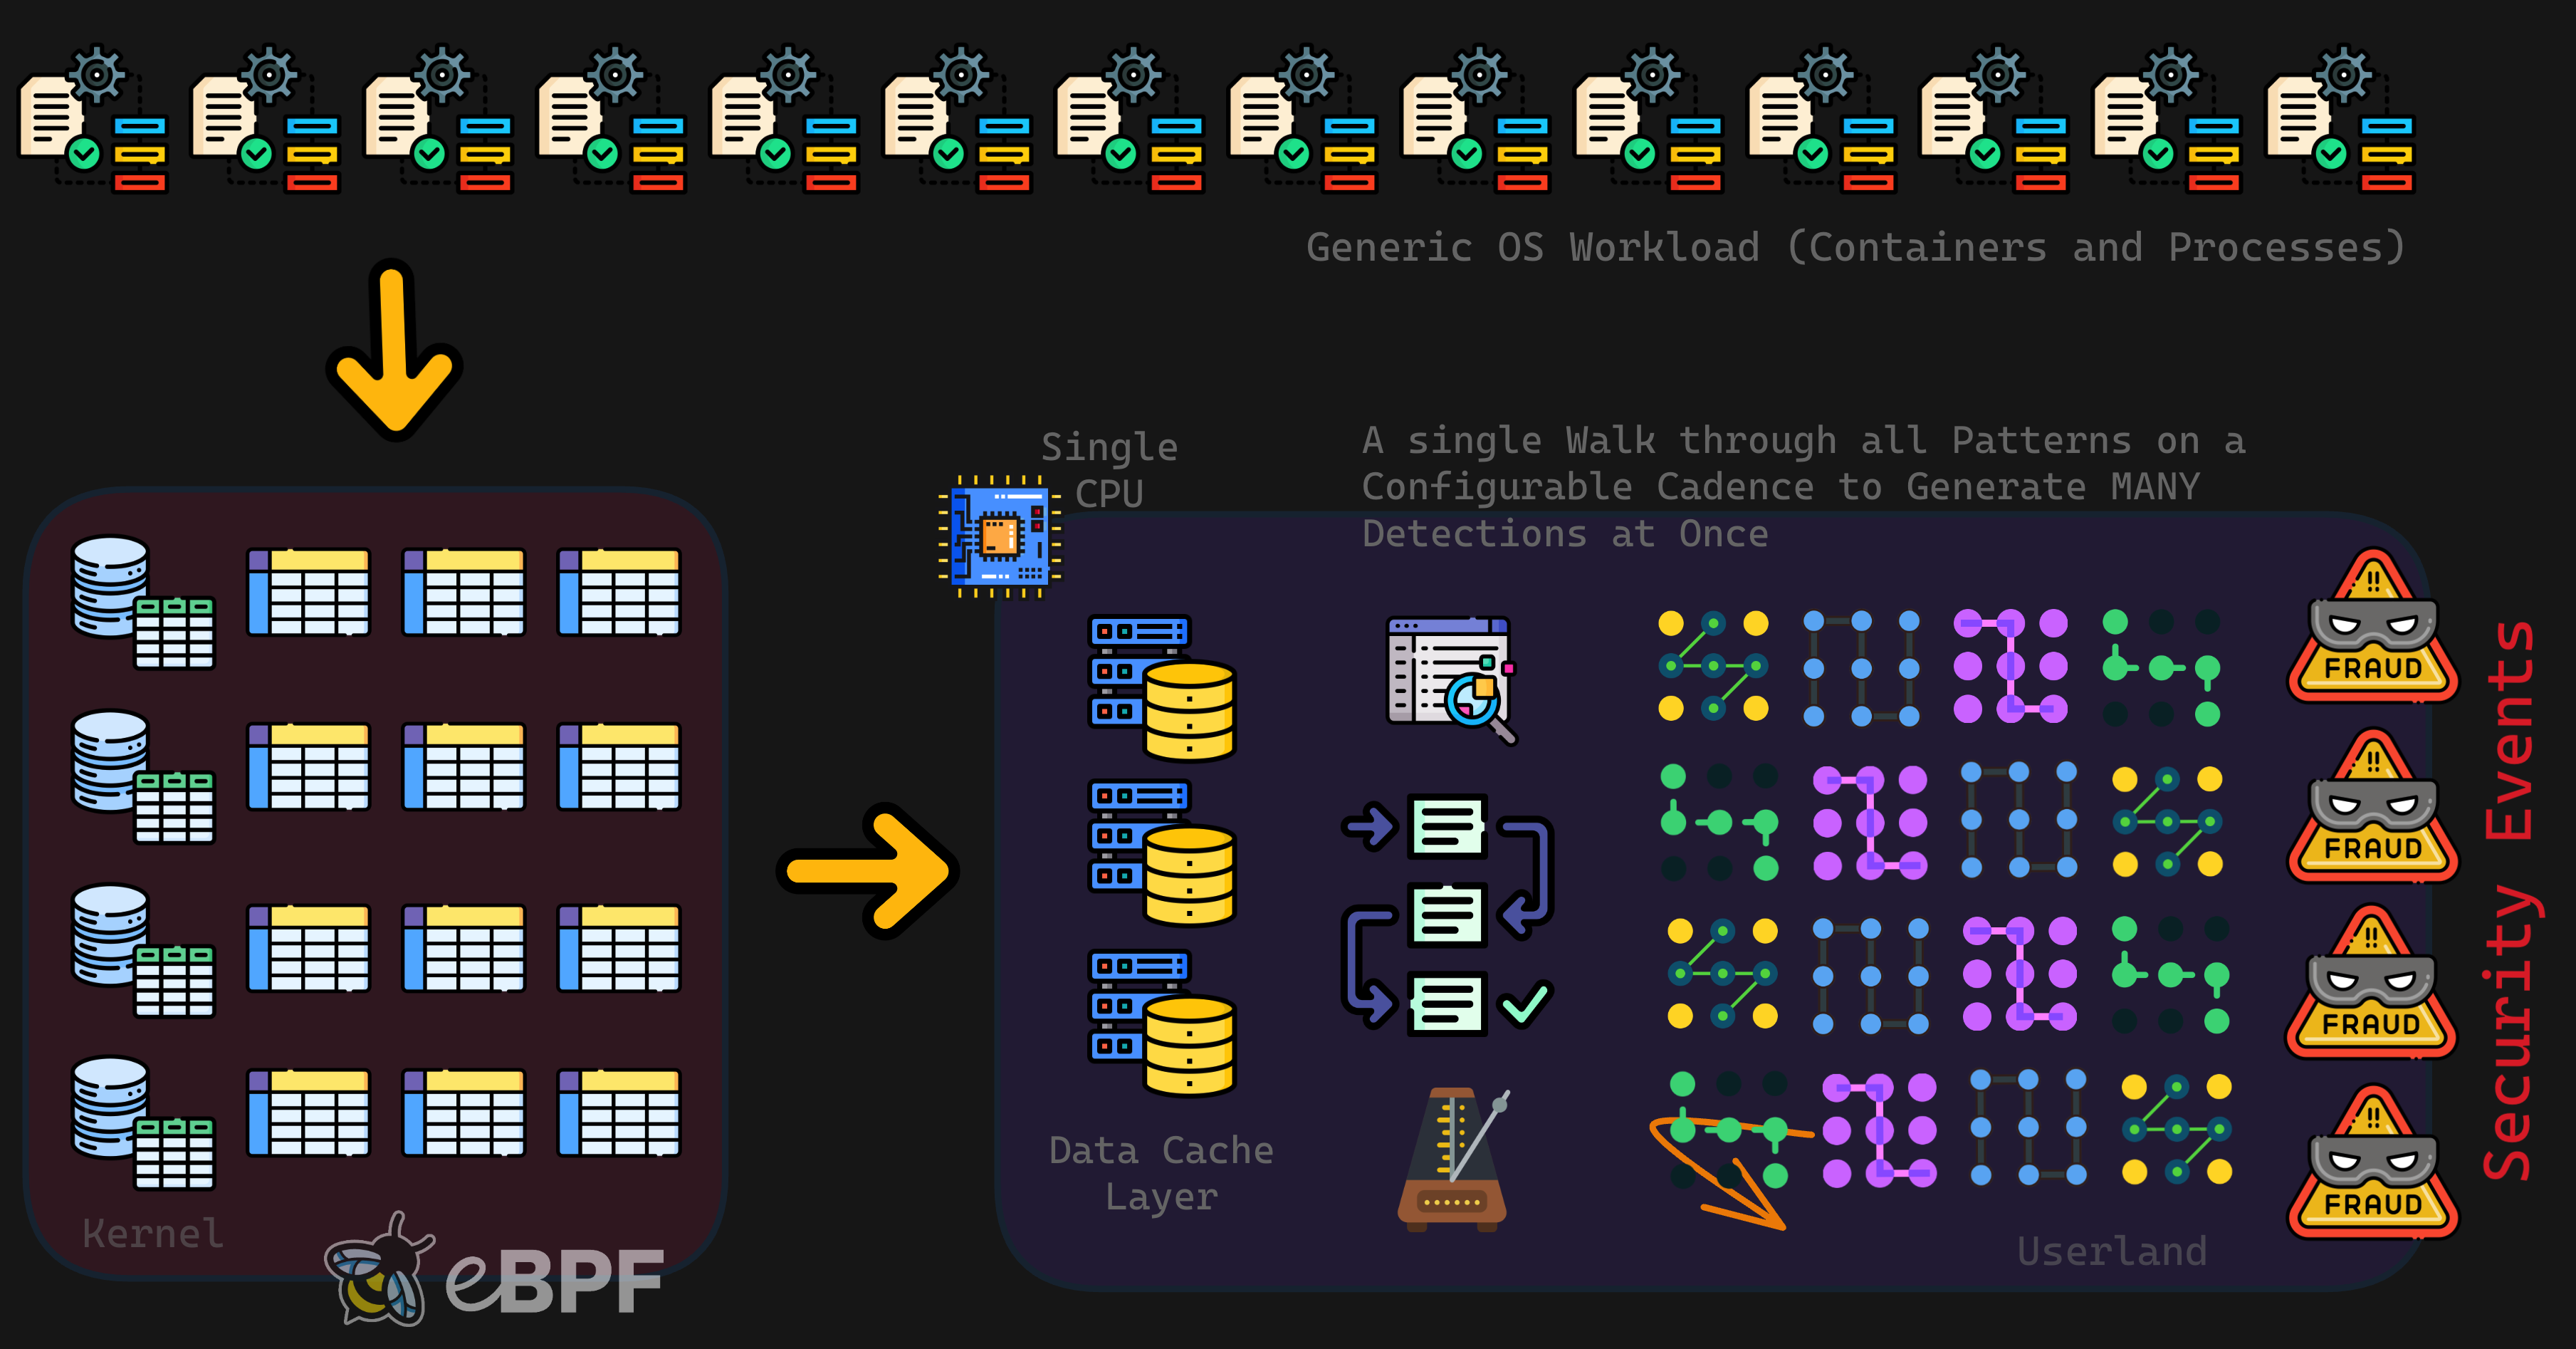 Generic OS Workload (Containers and Processes)
Single
CPU
A single Walk through all Patterns on a
Configurable Cadence to Generate MANY
Detections at Once
FRAUD
FRAUD
FRAUD
FRAUD
Security Events
Data Cache
Layer
Kernel
eBPF
Userland